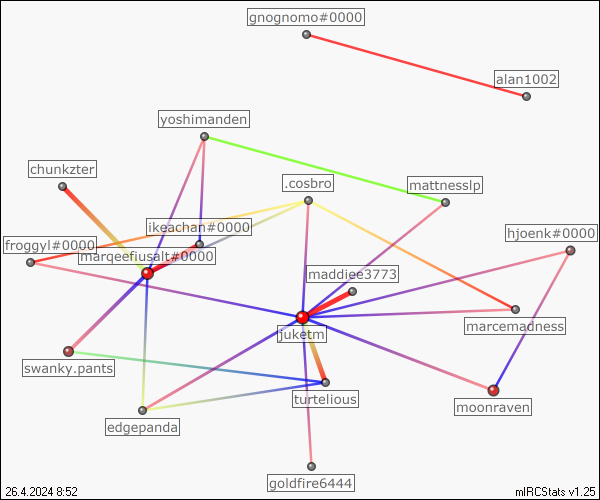 gnognomo#0000
alan1002
yoshimanden
chunkzter
.cosbro
mattnesslp
ikeachan#0000
hjoenk#0000
froggyl#0000
marqeefiusalt#0000
maddiee3773
marcemadness
juketm
swanky.pants
turtelious
moonraven
edgepanda
goldfire6444
26.4.2024 8:52
mIRCStats v1.25